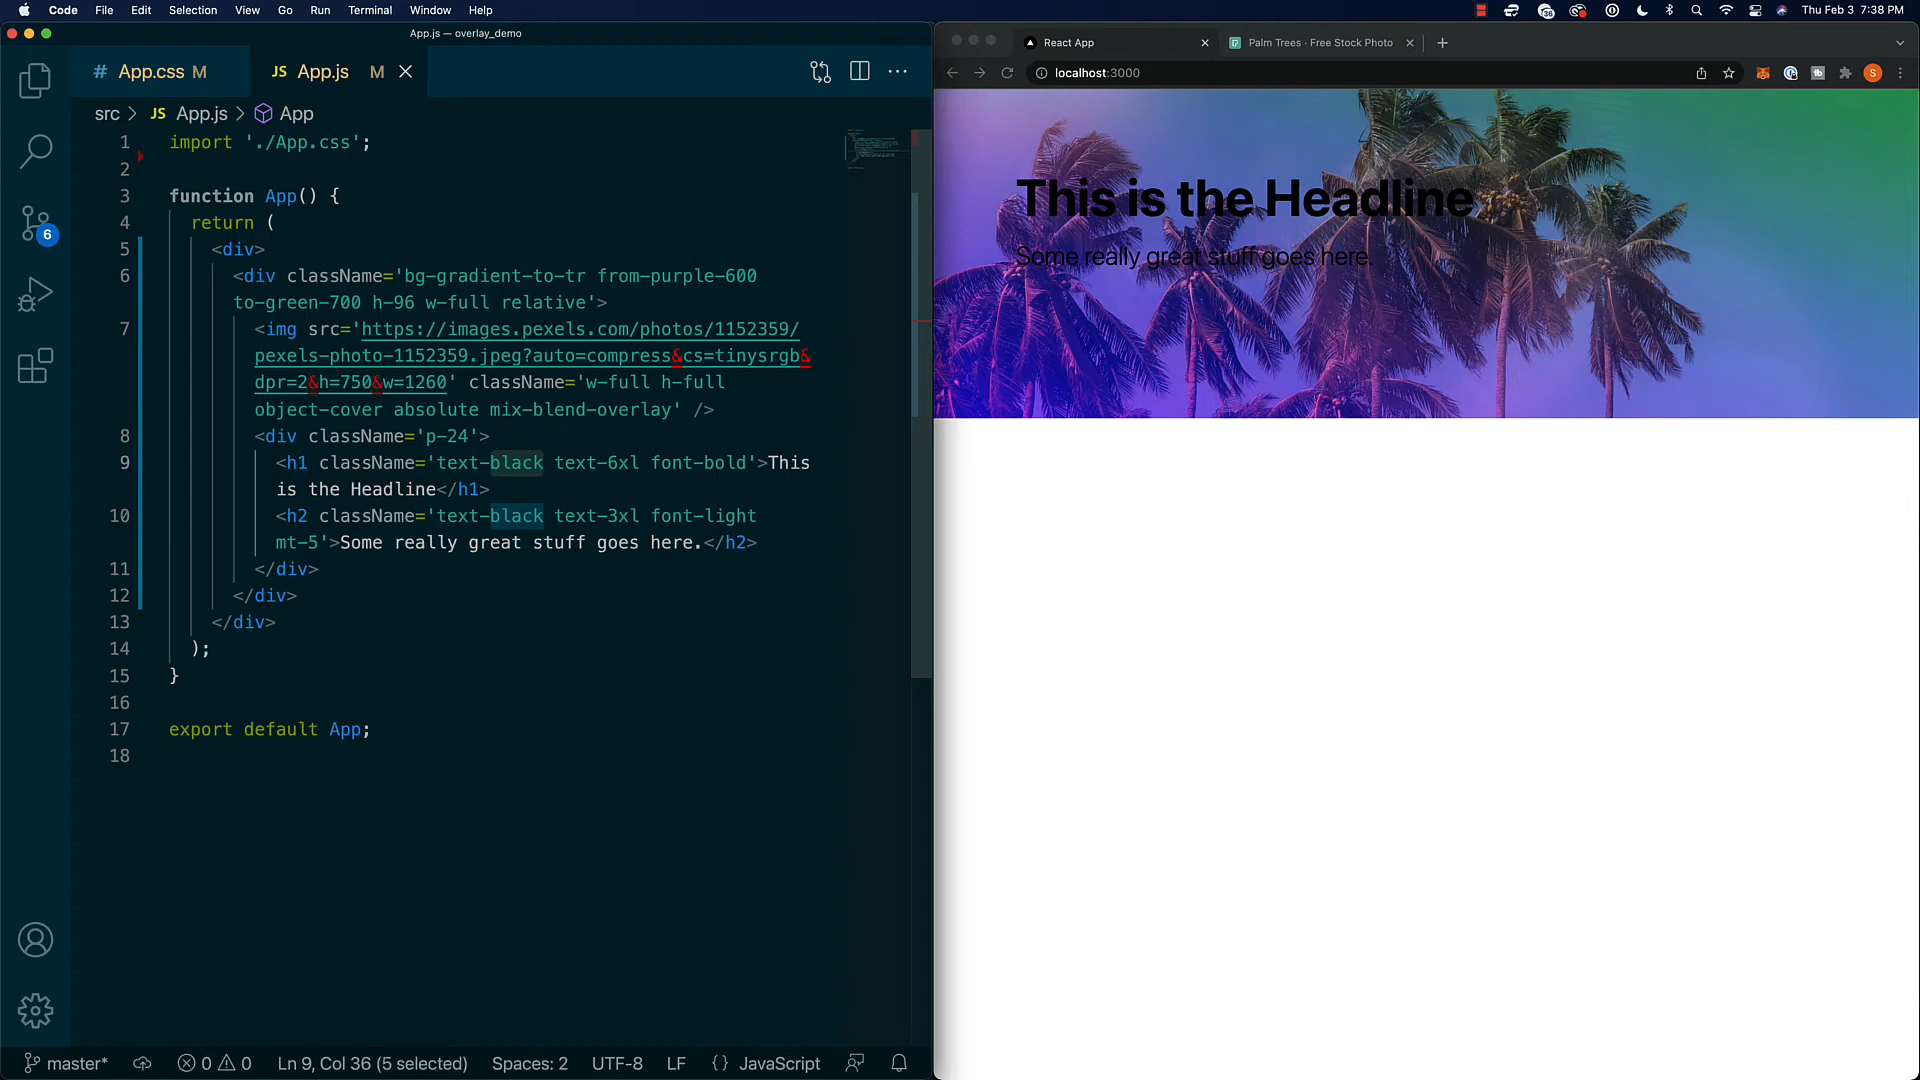 Code File Edit Selection View Go Run Terminal Window Help
36
Thu Feb 3 7:38 PM
App.js — overlay_demo
# App.css M
JS App.js M
src > JS App.js > App
1 import './App.css';
2
3 function App() {
4 return (
5 <div>
6 <div className='bg-gradient-to-tr from-purple-600
to-green-700 h-96 w-full relative'>
7 <img src='https://images.pexels.com/photos/1152359/
pexels-photo-1152359.jpeg?auto=compress&cs=tinysrgb&
dpr=2&h=750&w=1260' className='w-full h-full
object-cover absolute mix-blend-overlay' />
8 <div className='p-24'>
9 <h1 className='text-black text-6xl font-bold'>This
is the Headline</h1>
10 <h2 className='text-black text-3xl font-light
mt-5'>Some really great stuff goes here.</h2>
11 </div>
12 </div>
13 </div>
14 );
15 }
16
17 export default App;
18
6
master* 0 0 Ln 9, Col 36 (5 selected) Spaces: 2 UTF-8 LF {} JavaScript
React App
Palm Trees · Free Stock Photo
localhost:3000
S
This is the Headline
Some really great stuff goes here.